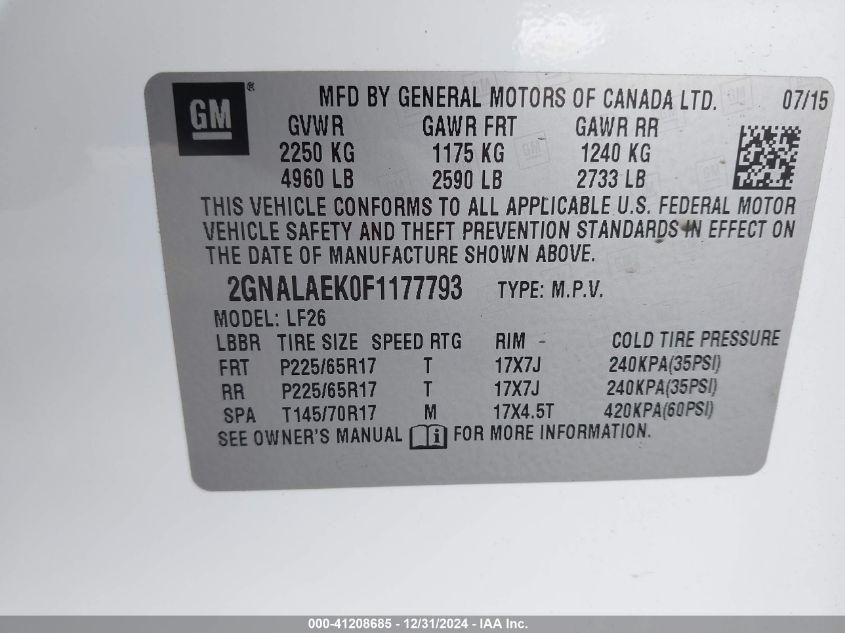 GM ®
MFD BY GENERAL MOTORS OF CANADA LTD. 07/15
GVWR GAWR FRT GAWR RR
2250 KG 1175 KG 1240 KG
4960 LB 2590 LB 2733 LB
THIS VEHICLE CONFORMS TO ALL APPLICABLE U.S. FEDERAL MOTOR
VEHICLE SAFETY AND THEFT PREVENTION STANDARDS IN EFFECT ON
THE DATE OF MANUFACTURE SHOWN ABOVE.
2GNALAEK0F1177793 TYPE: M.P.V.
MODEL: LF26
LBBR TIRE SIZE SPEED RTG RIM - COLD TIRE PRESSURE
FRT P225/65R17 T 17X7J 240KPA(35PSI)
RR P225/65R17 T 17X7J 240KPA(35PSI)
SPA T145/70R17 M 17X4.5T 420KPA(60PSI)
SEE OWNER'S MANUAL i FOR MORE INFORMATION.
000-41208685 - 12/31/2024 - IAA Inc.